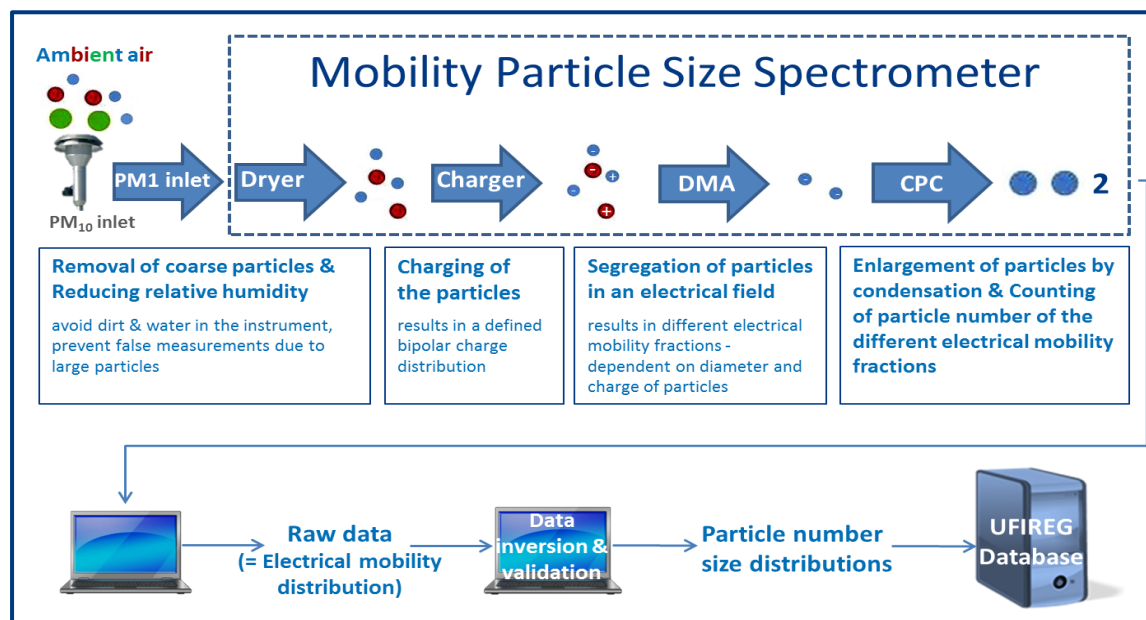 Ambient air
Mobility Particle Size Spectrometer
PM1 inlet
Dryer
Charger
DMA
CPC
2
PM10 inlet
Removal of coarse particles &
Reducing relative humidity
avoid dirt & water in the instrument,
prevent false measurements due to
large particles
Charging of
the particles
results in a defined
bipolar charge
distribution
Segregation of particles
in an electrical field
results in different electrical
mobility fractions -
dependent on diameter and
charge of particles
Enlargement of particles by
condensation & Counting
of particle number of the
different electrical mobility
fractions
Raw data
(= Electrical mobility
distribution)
Data
inversion &
validation
Particle number
size distributions
UFIREG
Database